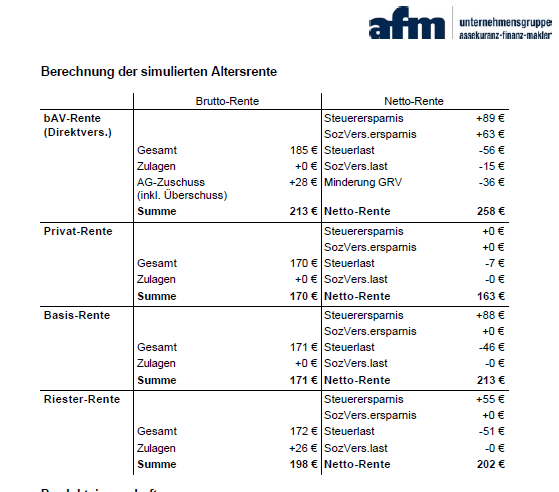 afm
unternehmensgruppe
assekuranz-finanz-makler
Berechnung der simulierten Altersrente
Brutto-Rente Netto-Rente
bAV-Rente Steuerersparnis +89 €
(Direktvers.) SozVers.ersparnis +63 €
Gesamt 185 € Steuerlast -56 €
Zulagen +0 € SozVers.last -15 €
AG-Zuschuss +28 € Minderung GRV -36 €
(inkl. Überschuss)
Summe 213 € Netto-Rente 258 €
Privat-Rente Steuerersparnis +0 €
SozVers.ersparnis +0 €
Gesamt 170 € Steuerlast -7 €
Zulagen +0 € SozVers.last -0 €
Summe 170 € Netto-Rente 163 €
Basis-Rente Steuerersparnis +88 €
SozVers.ersparnis +0 €
Gesamt 171 € Steuerlast -46 €
Zulagen +0 € SozVers.last -0 €
Summe 171 € Netto-Rente 213 €
Riester-Rente Steuerersparnis +55 €
SozVers.ersparnis +0 €
Gesamt 172 € Steuerlast -51 €
Zulagen +26 € SozVers.last -0 €
Summe 198 € Netto-Rente 202 €